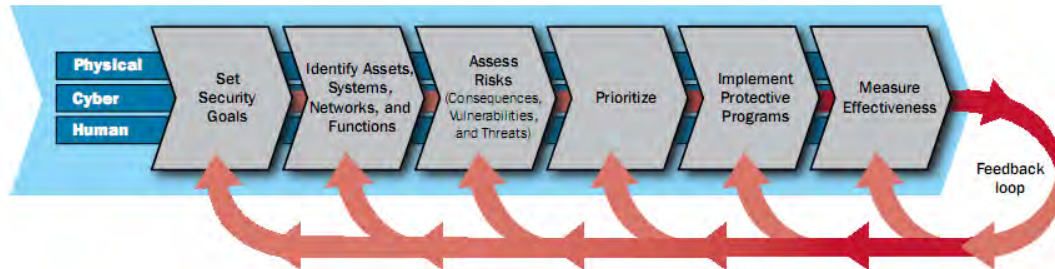 Physical
Cyber
Human
Set
Security
Goals
Identify Assets,
Systems,
Networks, and
Functions
Assess
Risks
(Consequences,
Vulnerabilities,
and Threats)
Prioritize
Implement
Protective
Programs
Measure
Effectiveness
Feedback
loop